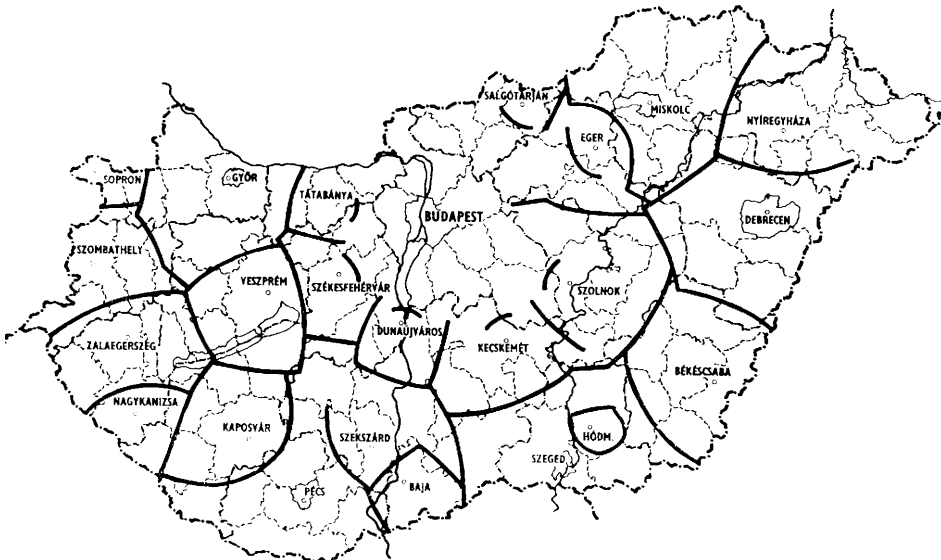 SALGÓTARJÁN
MISKOLC
NYÍREGYHÁZA
EGER
SOPRON
GYŐR
TATABÁNYA
BUDAPEST
DEBRECEN
SZOMBATHELY
VESZPRÉM
SZÉKESFEHÉRVÁR
SZOLNOK
DUNAÚJVÁROS
ZALAEGERSZEG
KECSKEMÉT
BÉKÉSCSABA
NAGYKANIZSA
KAPOSVÁR
SZEKSZÁRD
HÓDM.
SZEGED
PÉCS
BAJA